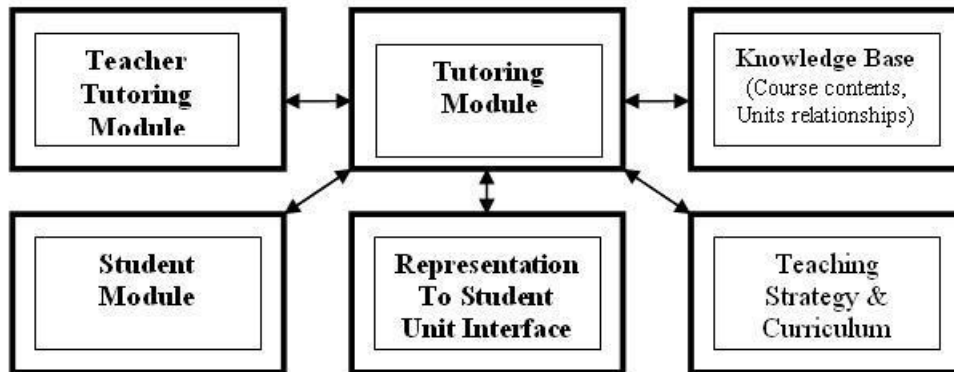 Teacher
Tutoring
Module
Tutoring
Module
Knowledge Base
(Course contents,
Units relationships)
Student
Module
Representation
To Student
Unit Interface
Teaching
Strategy &
Curriculum